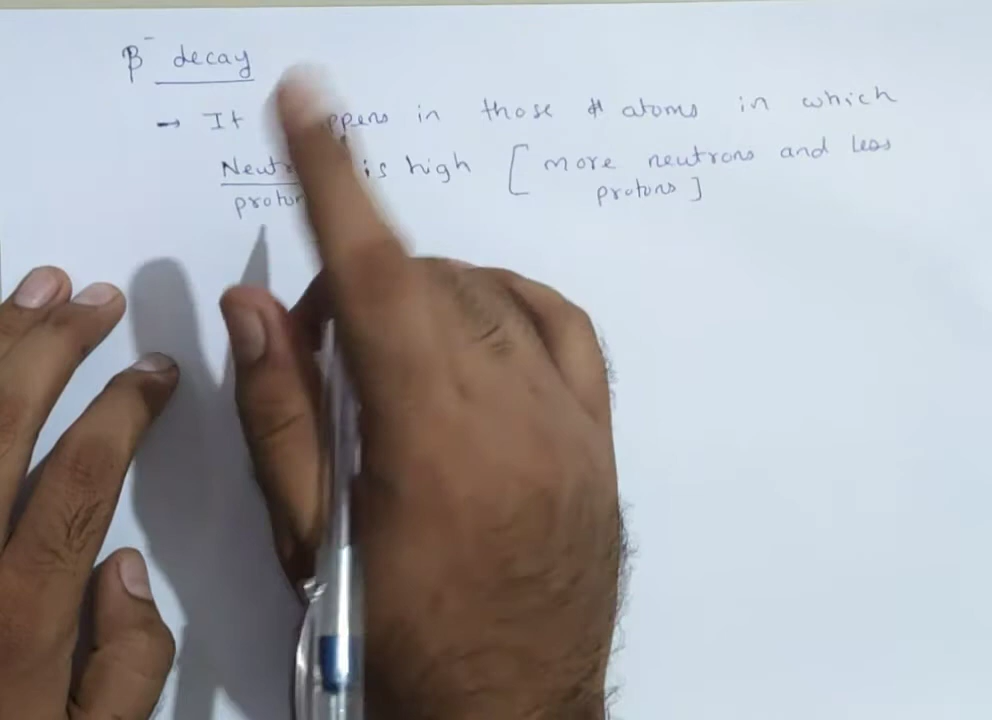 β⁻ decay
→ It in those atoms in which
is high [ more neutrons and less
protons ]